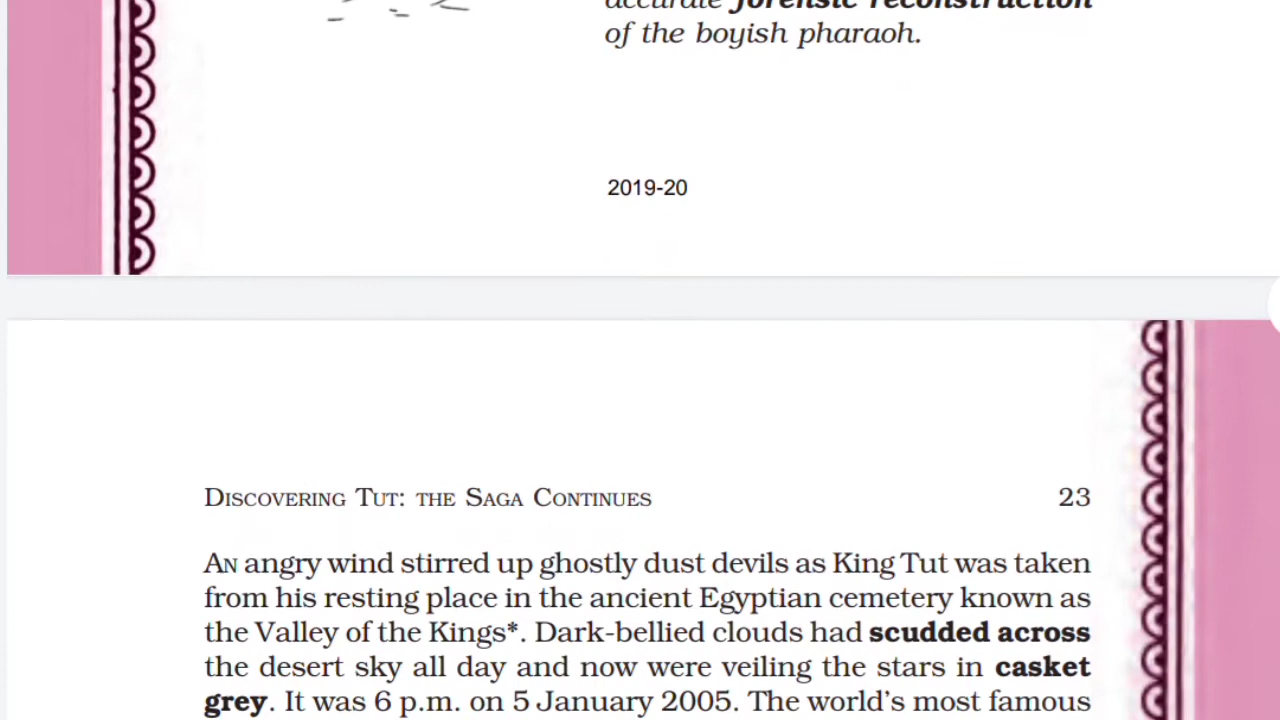 accurate forensic reconstruction
of the boyish pharaoh.
2019-20
DISCOVERING TUT: THE SAGA CONTINUES 23
AN angry wind stirred up ghostly dust devils as King Tut was taken
from his resting place in the ancient Egyptian cemetery known as
the Valley of the Kings*. Dark-bellied clouds had scudded across
the desert sky all day and now were veiling the stars in casket
grey. It was 6 p.m. on 5 January 2005. The world's most famous